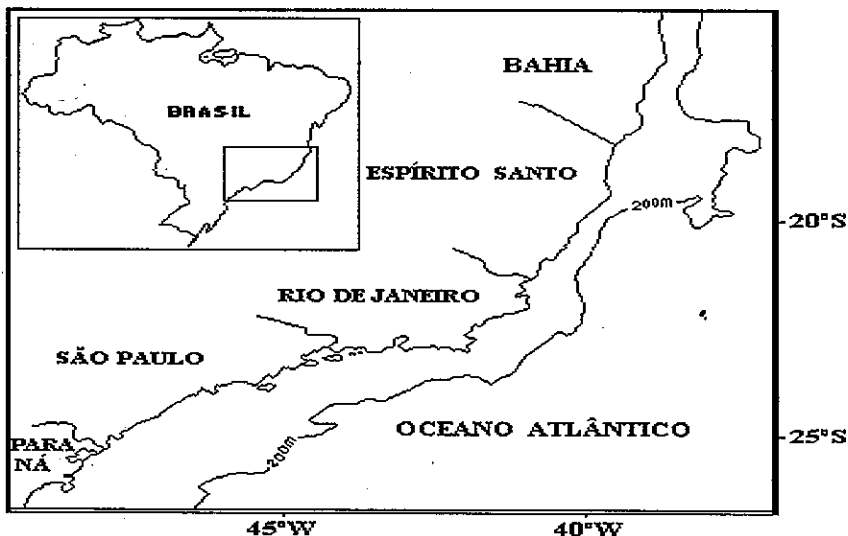 BAHIA
BRASIL
ESPÍRITO SANTO
200m
20°S
RIO DE JANEIRO
SÃO PAULO
OCEANO ATLÂNTICO
25°S
PARA
NÁ
200m
45°W
40°W